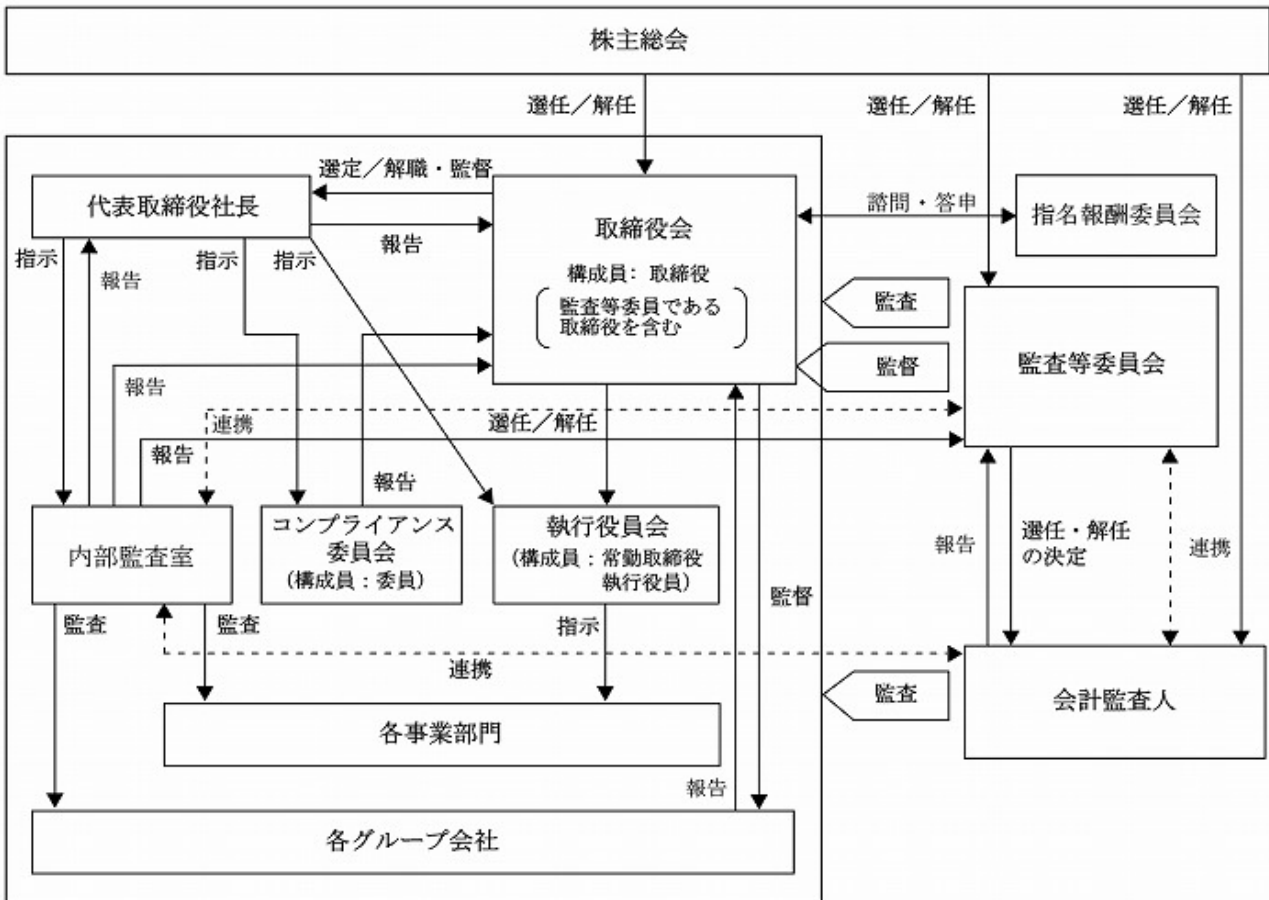 株主総会
選任／解任
選任／解任
選任／解任
選定／解職・監督
代表取締役社長
取締役会
構成員：取締役
監査等委員である
取締役を含む
諮問・答申
指名報酬委員会
報告
指示
報告
指示
指示
監査
監督
監査等委員会
報告
連携
選任／解任
報告
報告
内部監査室
コンプライアンス
委員会
（構成員：委員）
執行役員会
（構成員：常勤取締役
執行役員）
報告
選任・解任
の決定
連携
監査
監査
指示
監督
連携
監査
会計監査人
各事業部門
報告
各グループ会社